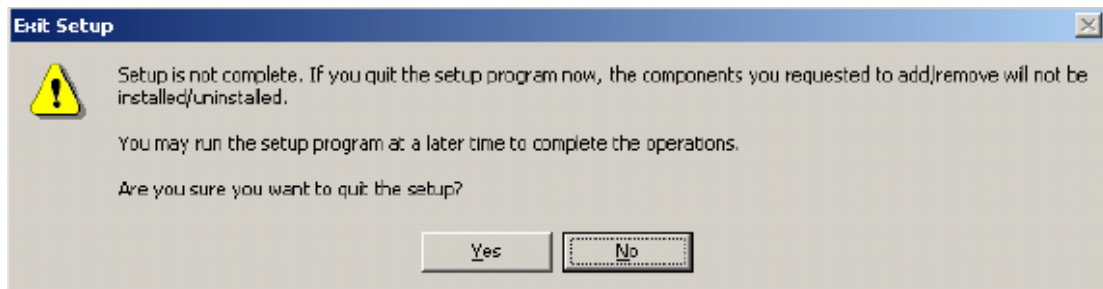 Exit Setup
Setup is not complete. If you quit the setup program now, the components you requested to add/remove will not be
installed/uninstalled.
You may run the setup program at a later time to complete the operations.
Are you sure you want to quit the setup?
Yes
No